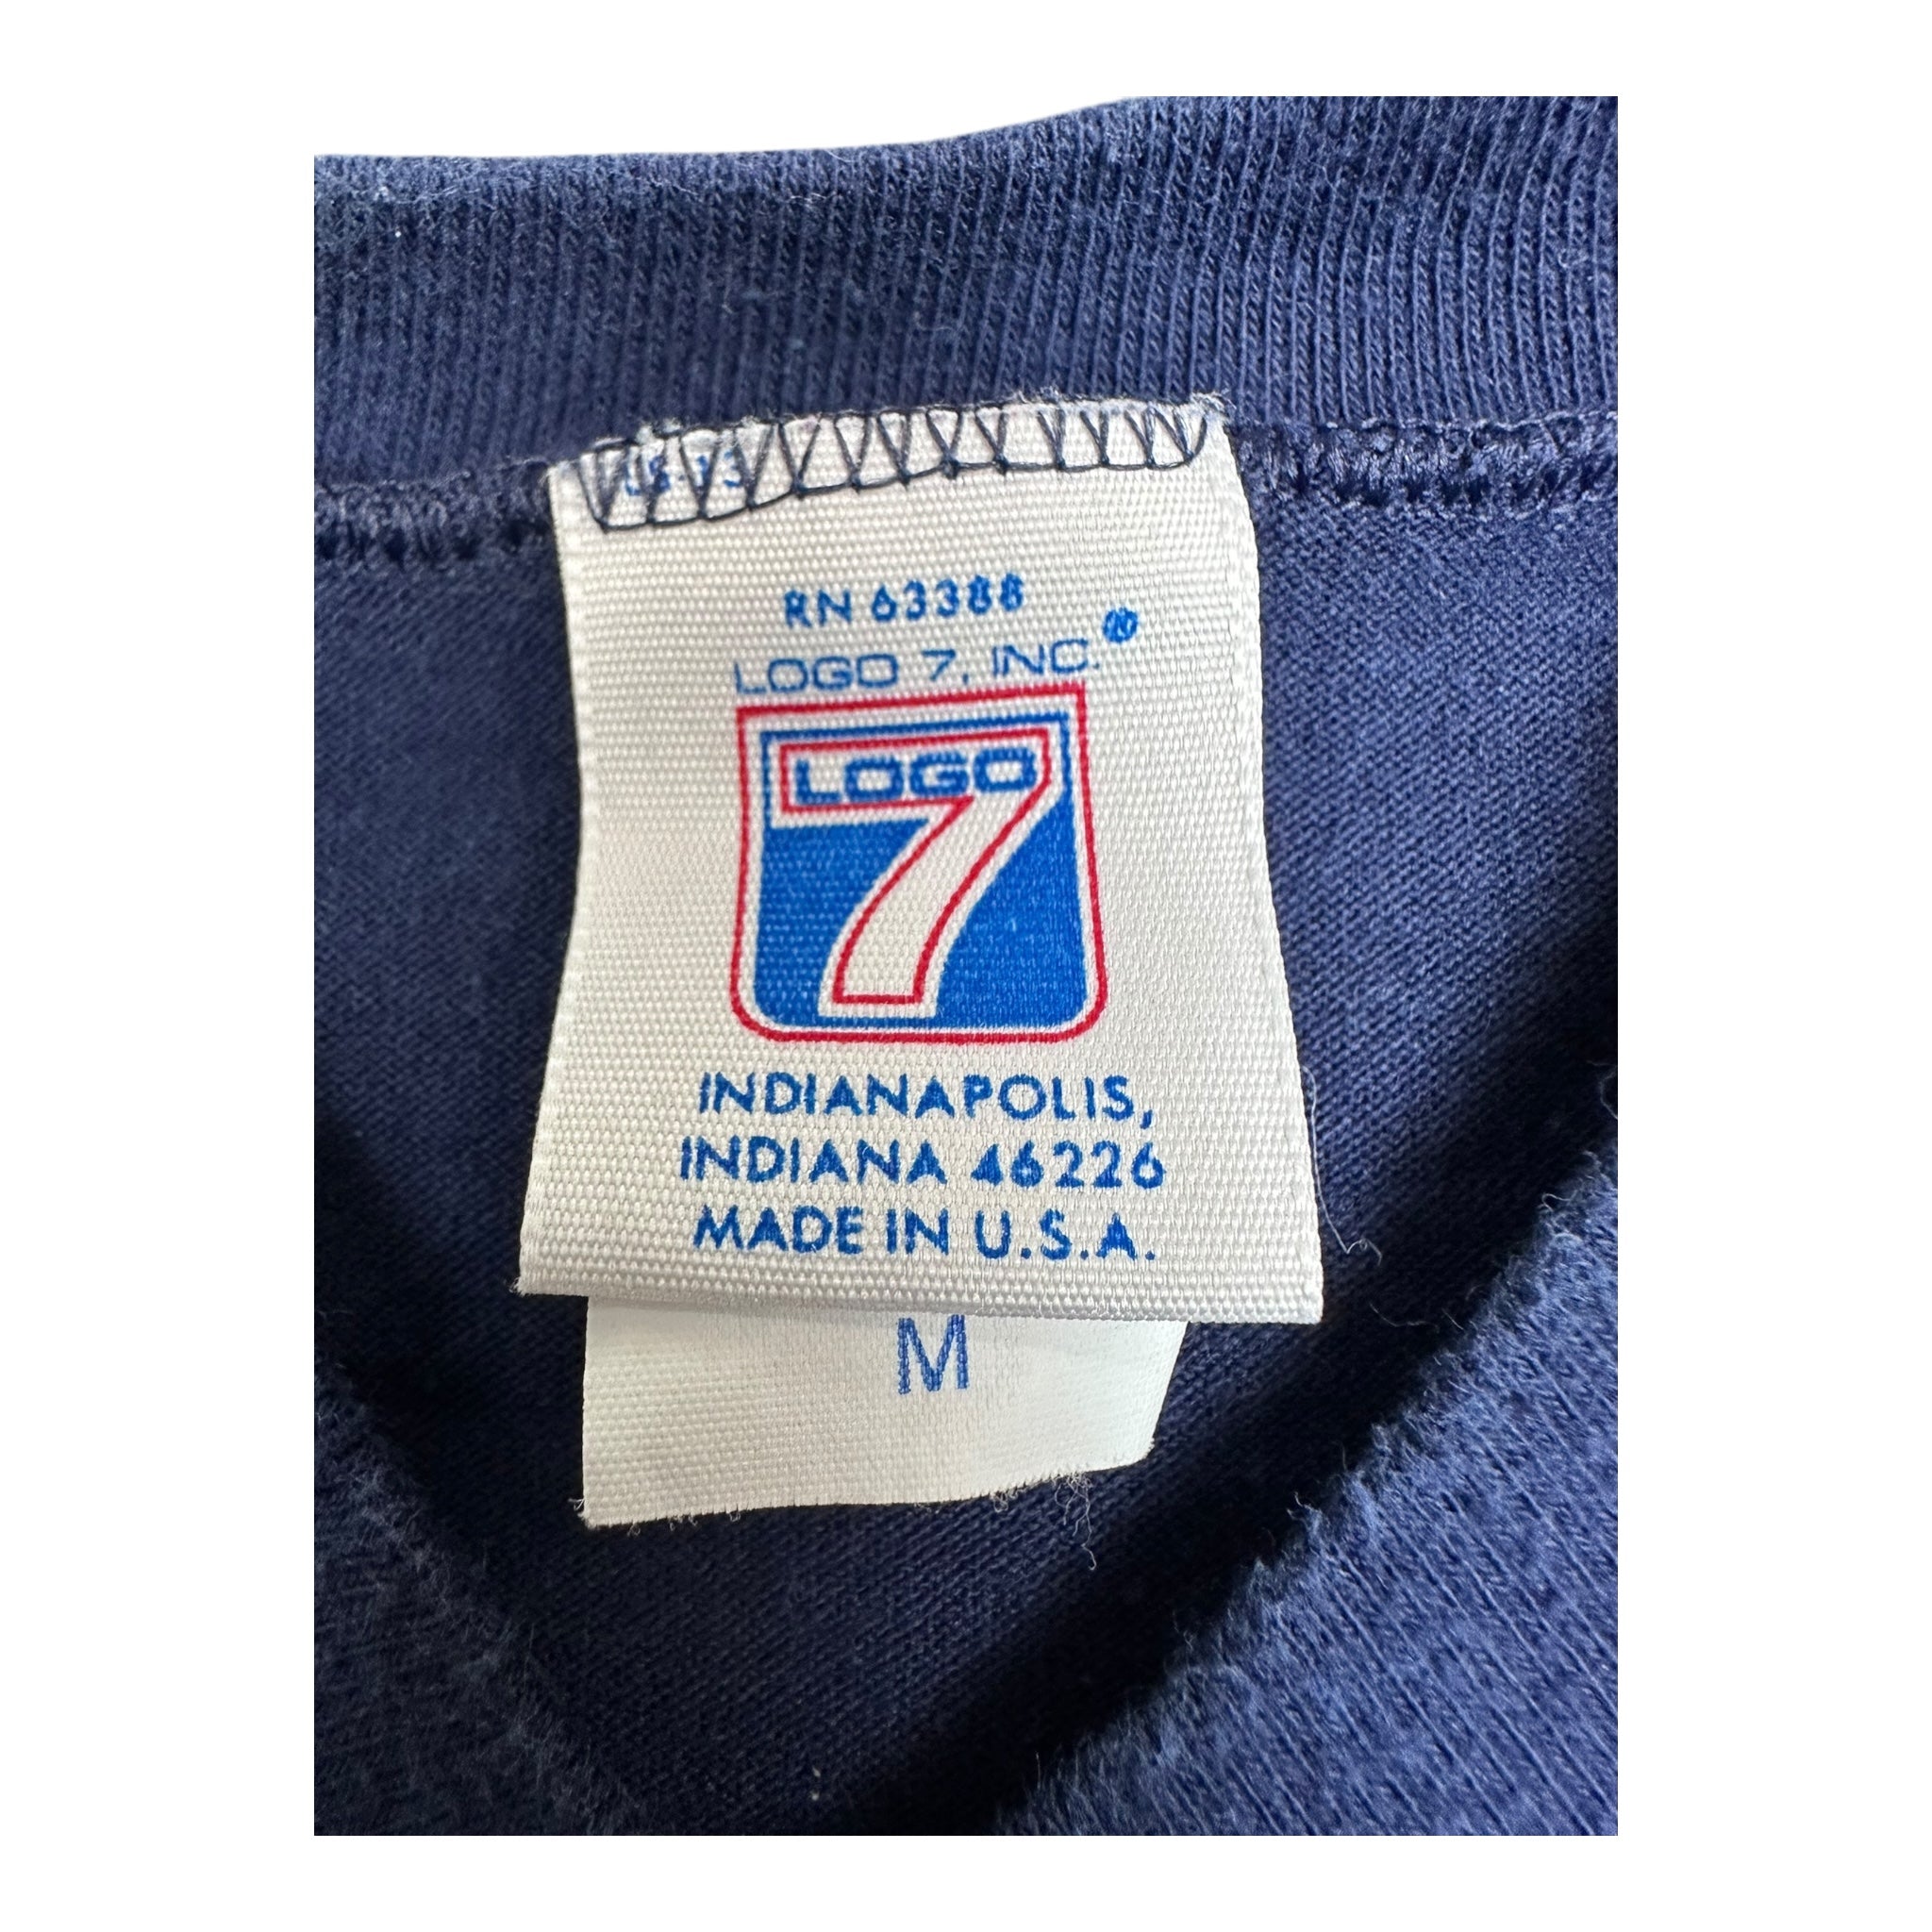 RN 63388
LOGO 7, INC.®
LOGO
7
INDIANAPOLIS,
INDIANA 46226
MADE IN U.S.A.
M